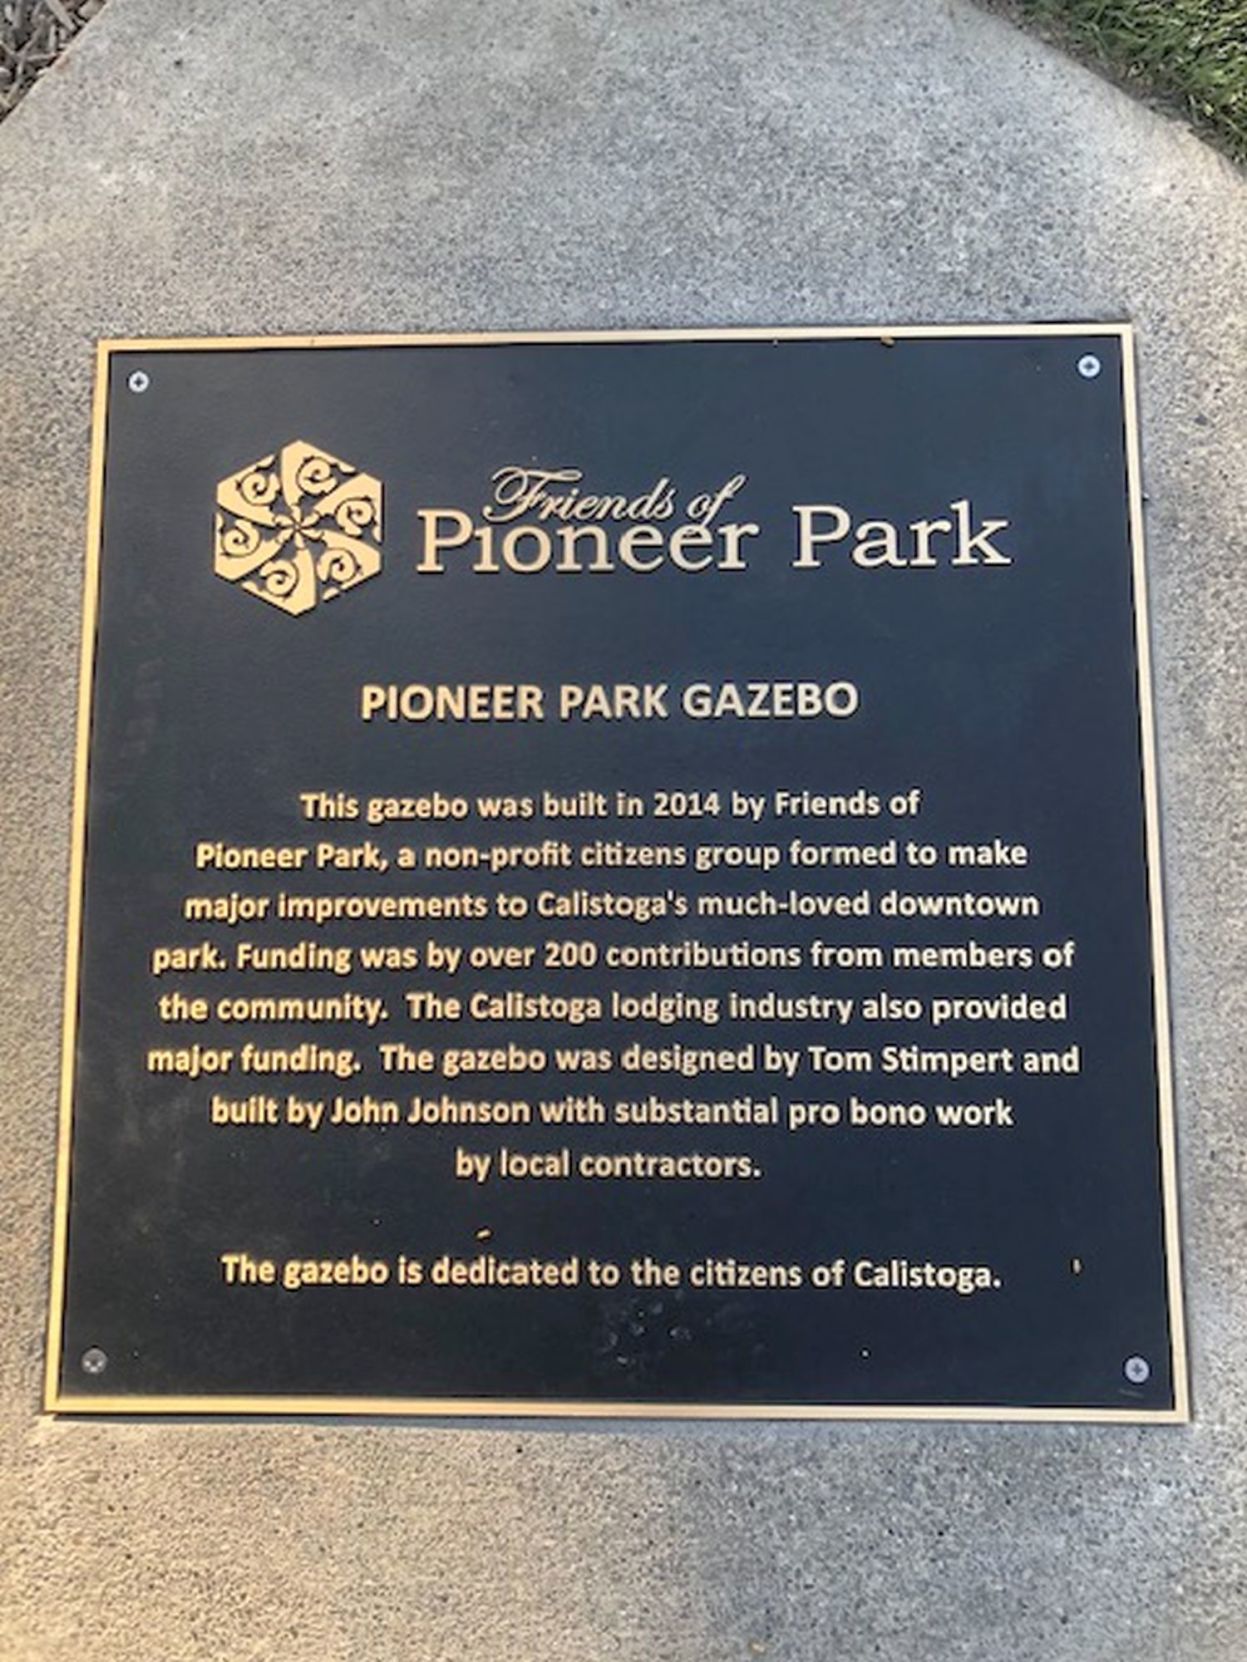 Friends of
Pioneer Park
PIONEER PARK GAZEBO
This gazebo was built in 2014 by Friends of
Pioneer Park, a non-profit citizens group formed to make
major improvements to Calistoga's much-loved downtown
park. Funding was by over 200 contributions from members of
the community. The Calistoga lodging industry also provided
major funding. The gazebo was designed by Tom Stimpert and
built by John Johnson with substantial pro bono work
by local contractors.
The gazebo is dedicated to the citizens of Calistoga.